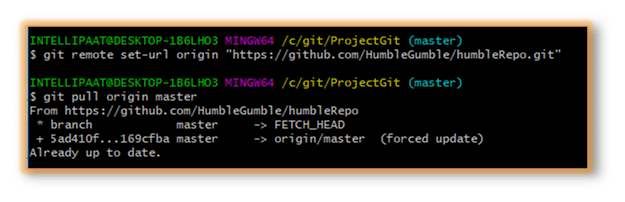 INTELLIPAAT@DESKTOP-1B6LHO3 MINGW64 /c/git/ProjectGit (master)
$ git remote set-url origin "https://github.com/HumbleGumble/humbleRepo.git"
INTELLIPAAT@DESKTOP-1B6LHO3 MINGW64 /c/git/ProjectGit (master)
$ git pull origin master
From https://github.com/HumbleGumble/humbleRepo
* branch master -> FETCH_HEAD
+ 5ad410f...169cfba master -> origin/master (forced update)
Already up to date.